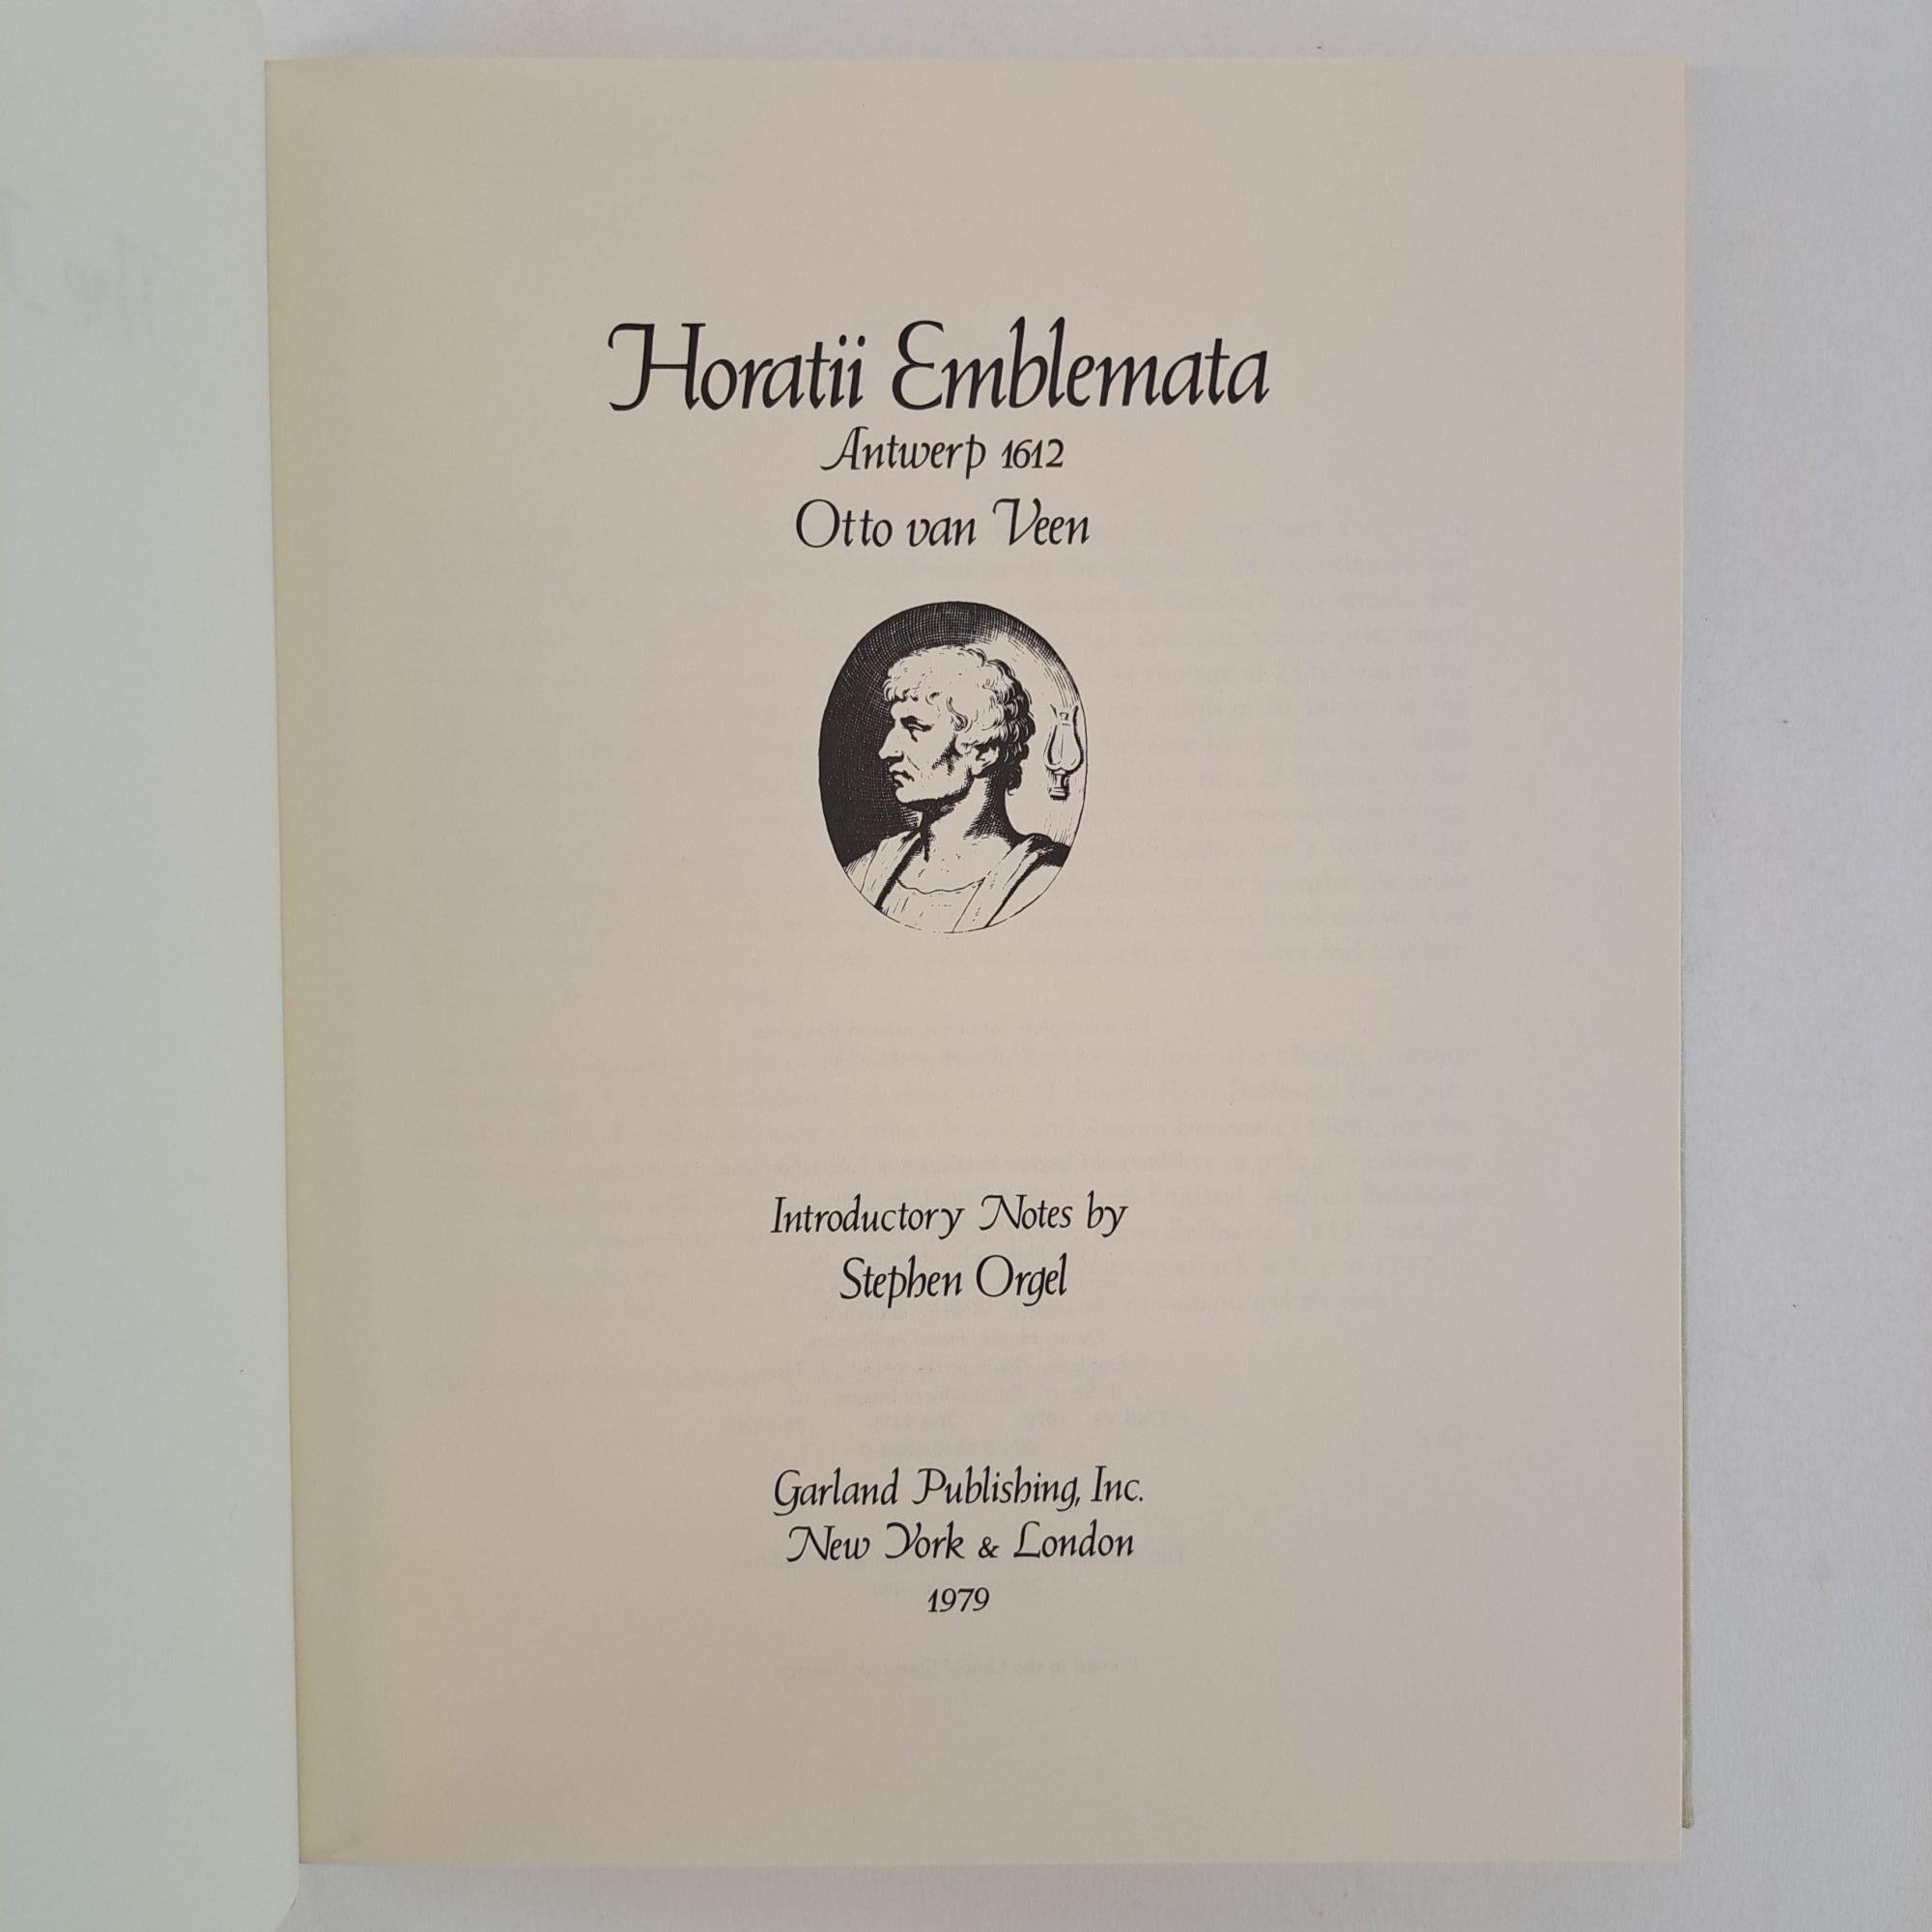 Horatii Emblemata
Antwerp 1612
Otto van Veen
Introductory Notes by
Stephen Orgel
Garland Publishing, Inc.
New York & London
1979